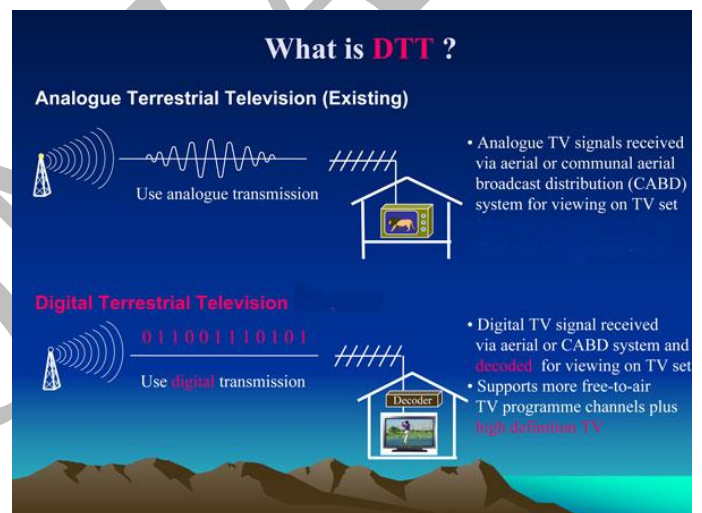 What is DTT ?
Analogue Terrestrial Television (Existing)
Use analogue transmission
• Analogue TV signals received
via aerial or communal aerial
broadcast distribution (CABD)
system for viewing on TV set
Digital Terrestrial Television
0 1 1 0 0 1 1 1 0 1 0 1
Use digital transmission
Decoder
• Digital TV signal received
via aerial or CABD system and
decoded for viewing on TV set
• Supports more free-to-air
TV programme channels plus
high definition TV